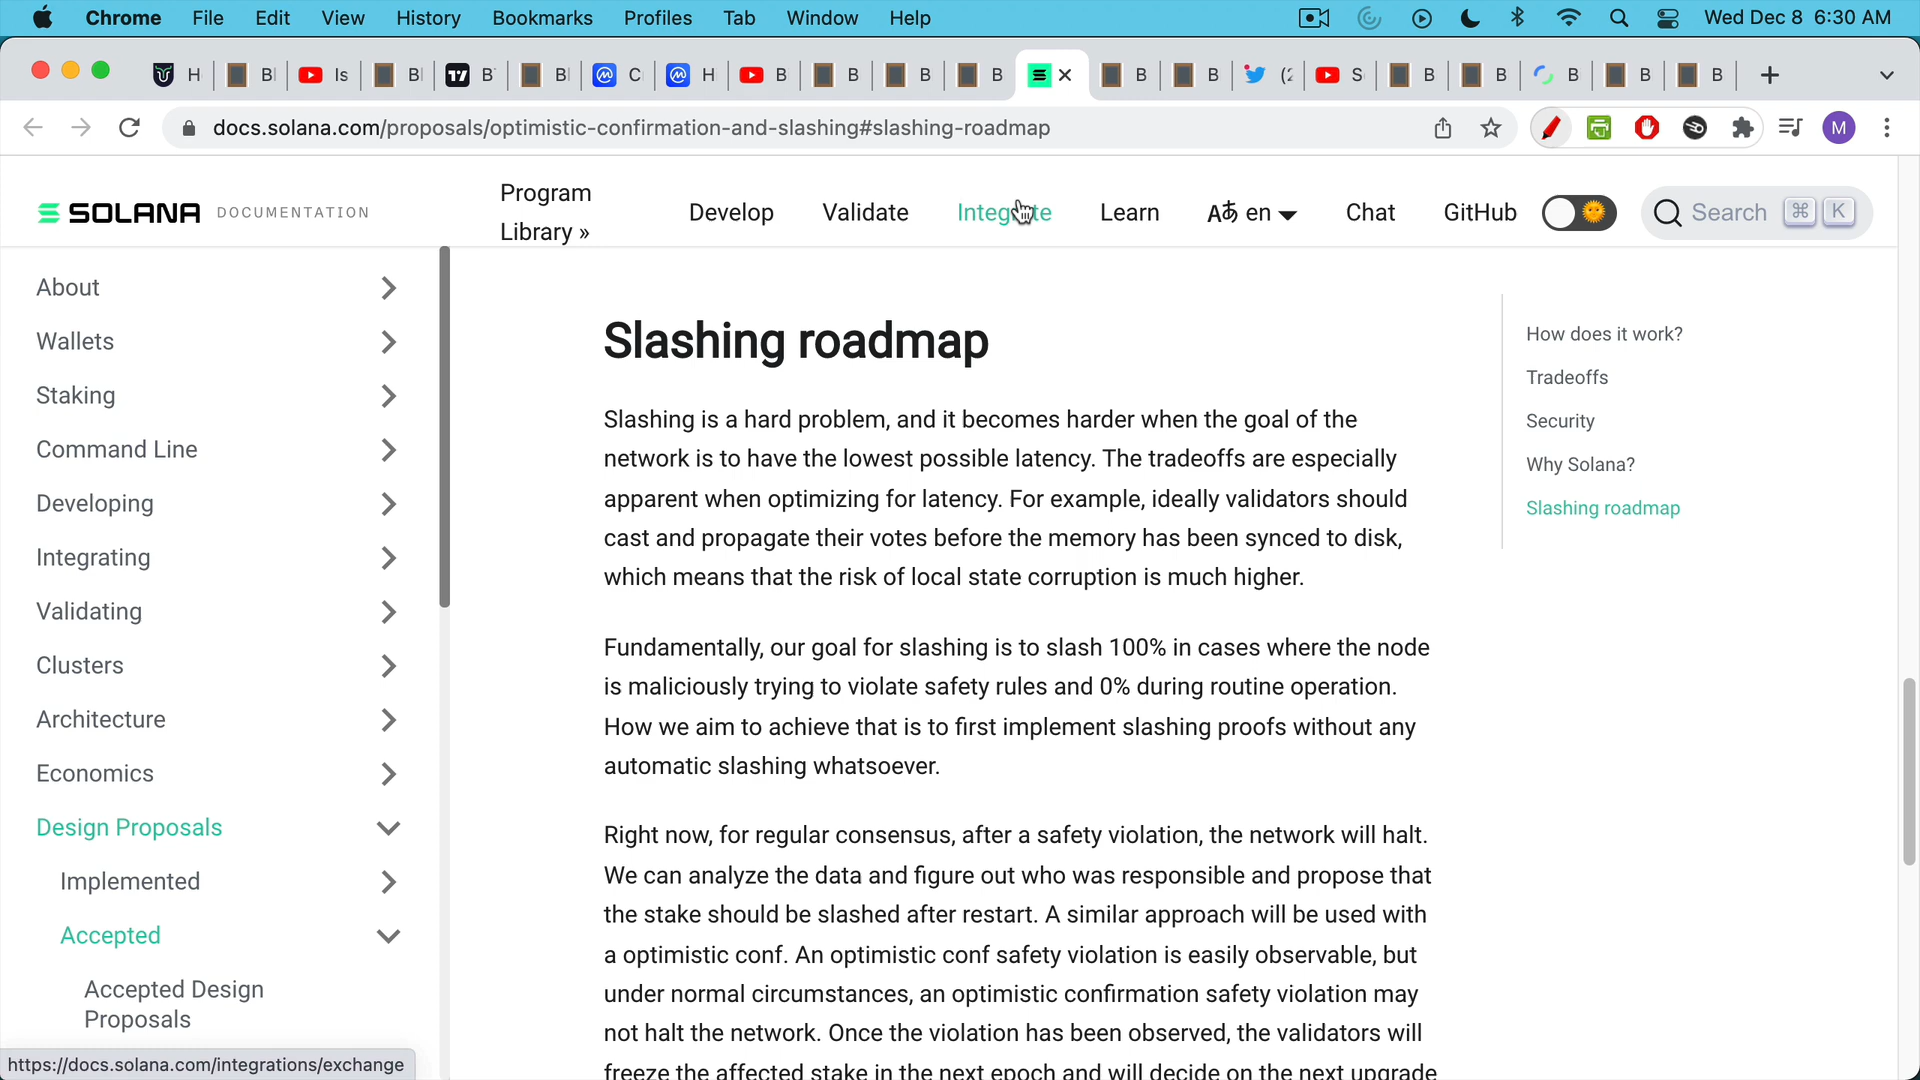 Chrome File Edit View History Bookmarks Profiles Tab Window Help Wed Dec 8 6:30 AM
H B Is B B B C H B B B B B B (2 S B B B B B
docs.solana.com/proposals/optimistic-confirmation-and-slashing#slashing-roadmap M
SOLANA DOCUMENTATION
Program
Library »
Develop Validate Integrate Learn Aあ en Chat GitHub Search ⌘ K
About
Wallets
Staking
Command Line
Developing
Integrating
Validating
Clusters
Architecture
Economics
Design Proposals
Implemented
Accepted
Accepted Design
Proposals
https://docs.solana.com/integrations/exchange
Slashing roadmap
Slashing is a hard problem, and it becomes harder when the goal of the
network is to have the lowest possible latency. The tradeoffs are especially
apparent when optimizing for latency. For example, ideally validators should
cast and propagate their votes before the memory has been synced to disk,
which means that the risk of local state corruption is much higher.
Fundamentally, our goal for slashing is to slash 100% in cases where the node
is maliciously trying to violate safety rules and 0% during routine operation.
How we aim to achieve that is to first implement slashing proofs without any
automatic slashing whatsoever.
Right now, for regular consensus, after a safety violation, the network will halt.
We can analyze the data and figure out who was responsible and propose that
the stake should be slashed after restart. A similar approach will be used with
a optimistic conf. An optimistic conf safety violation is easily observable, but
under normal circumstances, an optimistic confirmation safety violation may
not halt the network. Once the violation has been observed, the validators will
freeze the affected stake in the next epoch and will decide on the next upgrade
How does it work?
Tradeoffs
Security
Why Solana?
Slashing roadmap